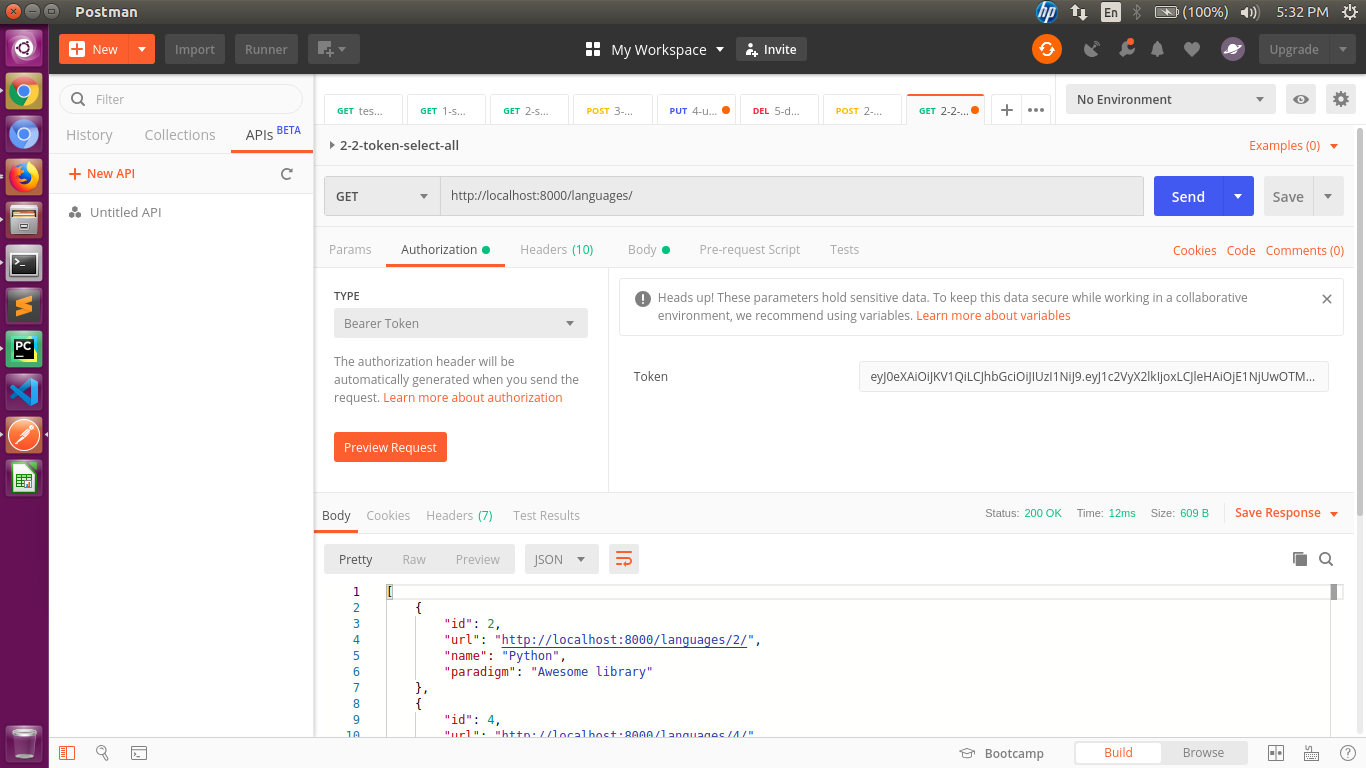 Postman
hp En (100%) 5:32 PM
New Import Runner My Workspace Invite Upgrade
Filter
History Collections APIs BETA
New API
Untitled API
GET tes... GET 1-s... GET 2-s... POST 3-... PUT 4-u... DEL 5-d... POST 2-... GET 2-2-... No Environment
2-2-token-select-all Examples (0)
GET http://localhost:8000/languages/ Send Save
Params Authorization Headers (10) Body Pre-request Script Tests Cookies Code Comments (0)
TYPE
Bearer Token
The authorization header will be
automatically generated when you send the
request. Learn more about authorization
Preview Request
Heads up! These parameters hold sensitive data. To keep this data secure while working in a collaborative
environment, we recommend using variables. Learn more about variables
Token eyJ0eXAiOiJKV1QiLCJhbGciOiJIUzI1NiJ9.eyJ1c2VyX2lkIjoxLCJleHAiOjE1NjUwOTM...
Body Cookies Headers (7) Test Results Status: 200 OK Time: 12ms Size: 609 B Save Response
Pretty Raw Preview JSON
1 [
2 {
3 "id": 2,
4 "url": "http://localhost:8000/languages/2/",
5 "name": "Python",
6 "paradigm": "Awesome library"
7 },
8 {
9 "id": 4,
10 "url": "http://localhost:8000/languages/4/"
PC
Bootcamp Build Browse